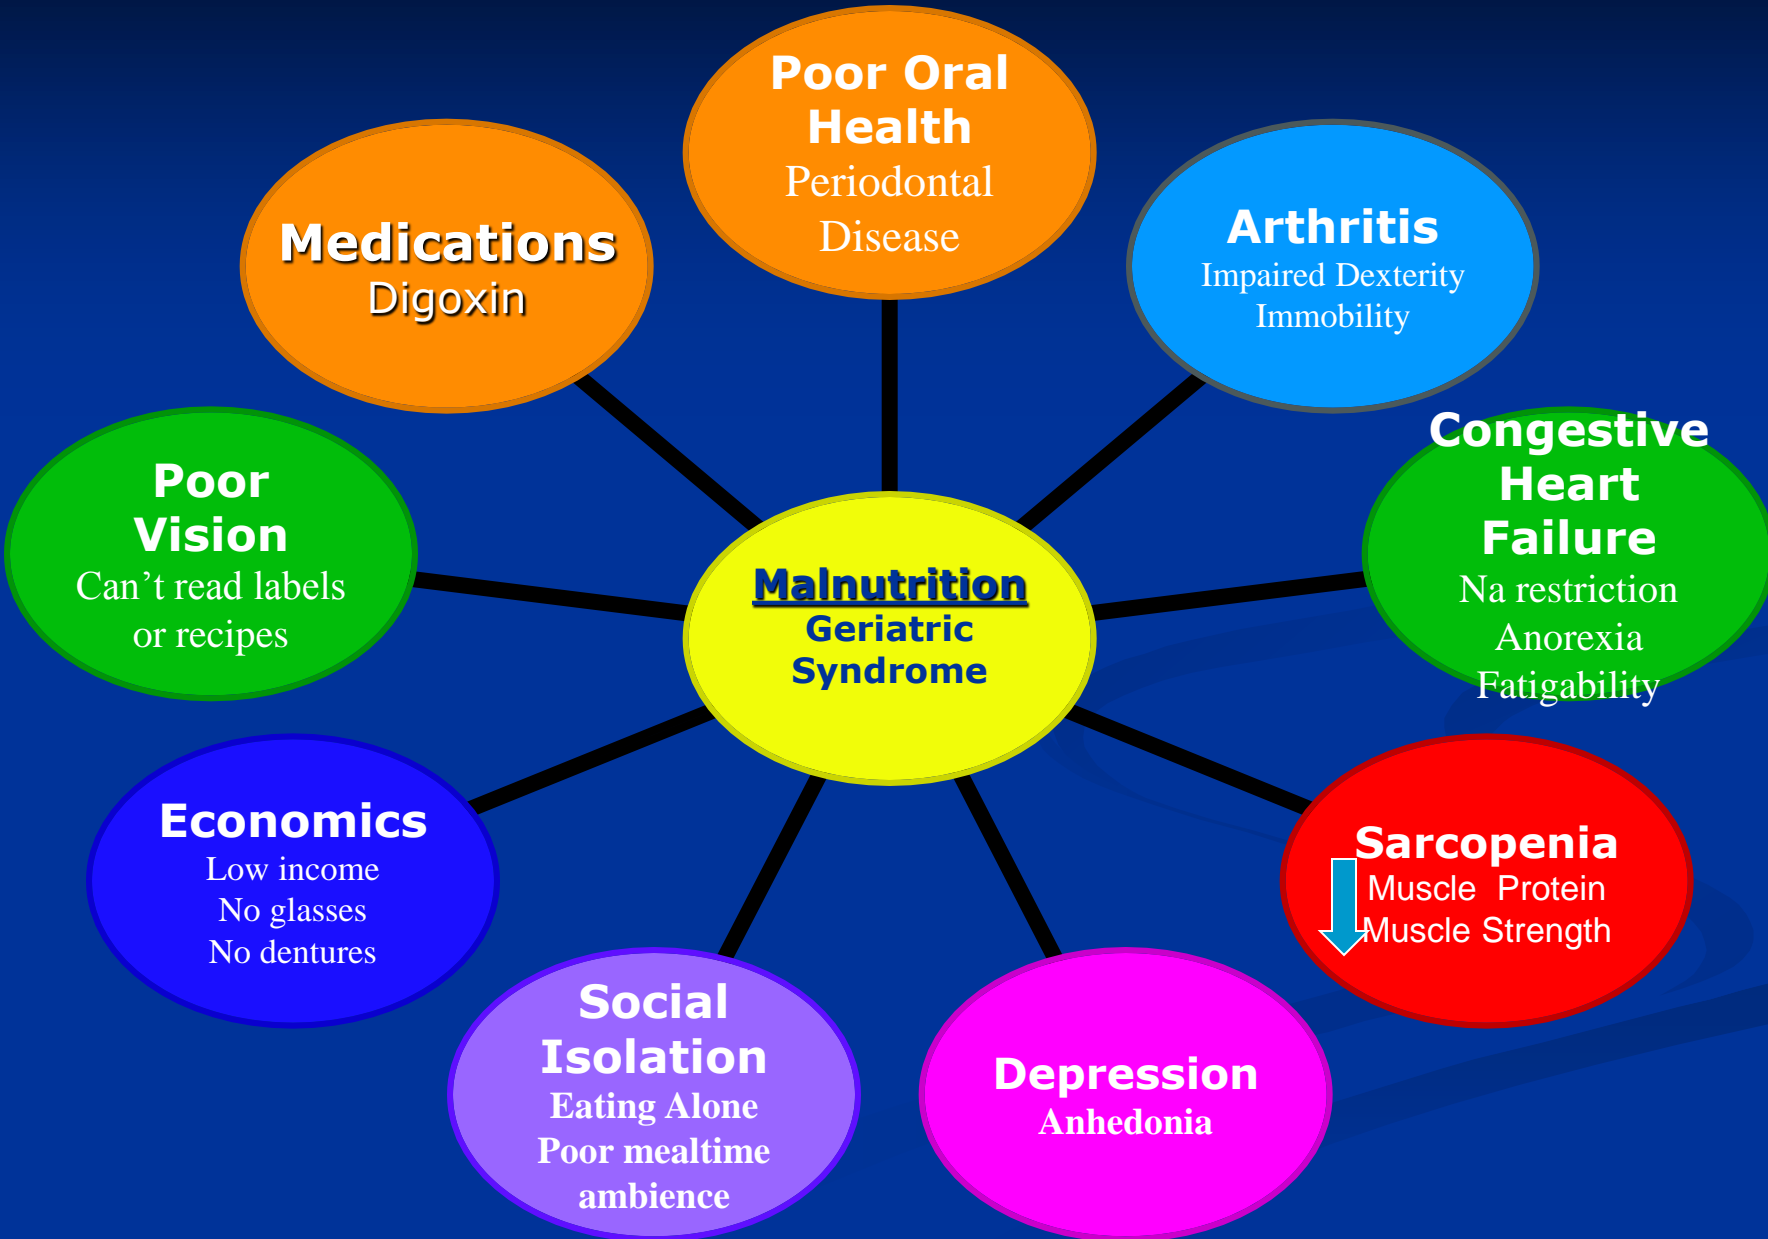 Poor Oral
Health
Periodontal
Disease
Arthritis
Impaired Dexterity
Immobility
Congestive
Heart
Failure
Na restriction
Anorexia
Fatigability
Sarcopenia
Muscle Protein
Muscle Strength
Depression
Anhedonia
Social
Isolation
Eating Alone
Poor mealtime
ambience
Economics
Low income
No glasses
No dentures
Poor
Vision
Can’t read labels
or recipes
Medications
Digoxin
Malnutrition
Geriatric
Syndrome